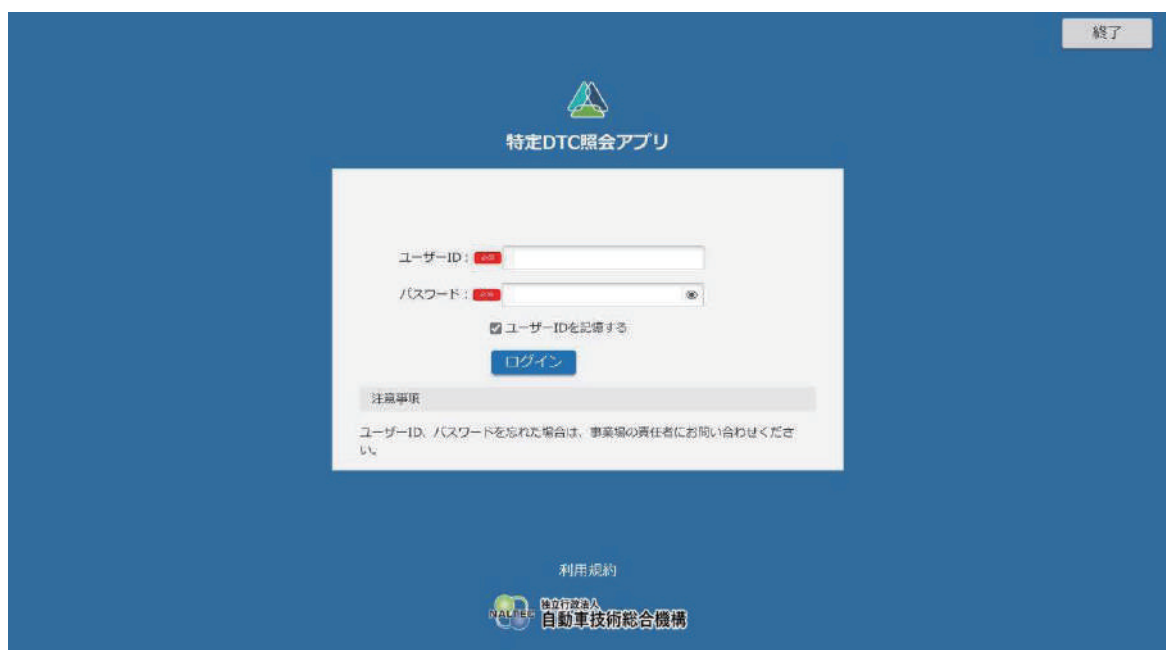 終了
特定DTC照会アプリ
ユーザーID: 必須
パスワード: 必須
ユーザーIDを記憶する
ログイン
注意事項
ユーザーID、パスワードを忘れた場合は、事業場の責任者にお問い合わせくださ
い。
利用規約
NALTEC 独立行政法人
自動車技術総合機構